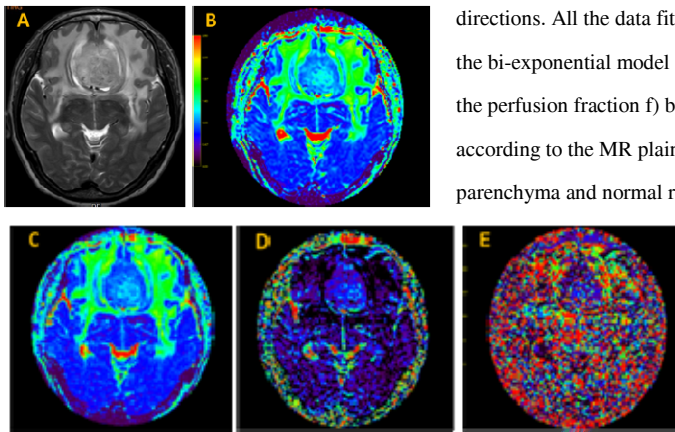 A
B
directions. All the data fit
the bi-exponential model
the perfusion fraction f) b
according to the MR plain
parenchyma and normal r
C
D
E